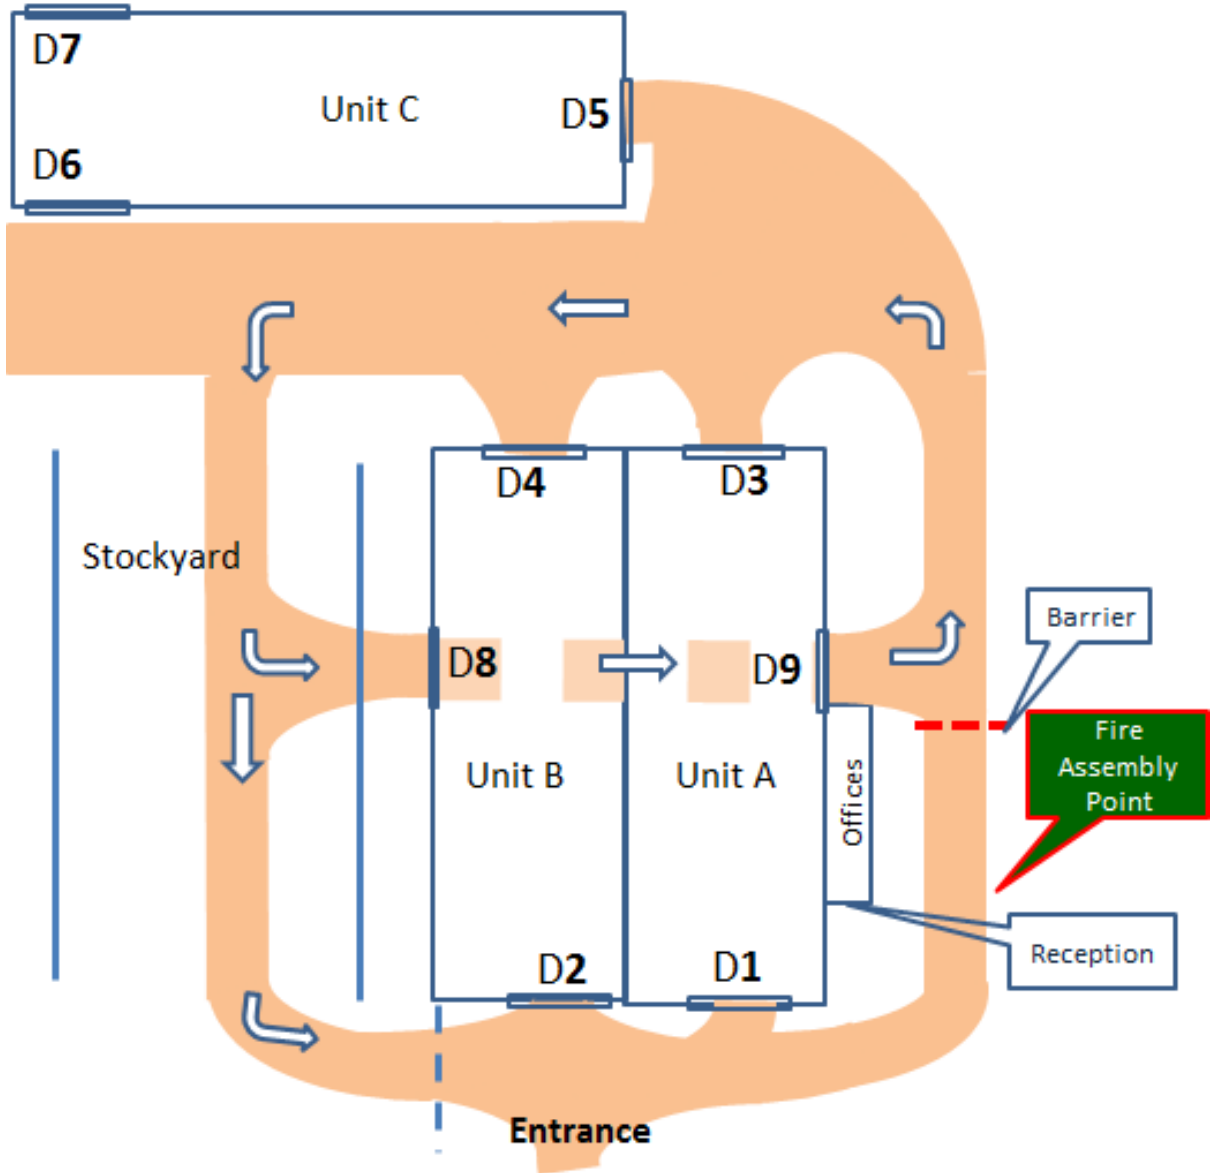 D7
Unit C
D5
D6
D4
D3
Stockyard
Barrier
D8
D9
Fire
Assembly
Point
Unit B
Unit A
Offices
Reception
D2
D1
Entrance